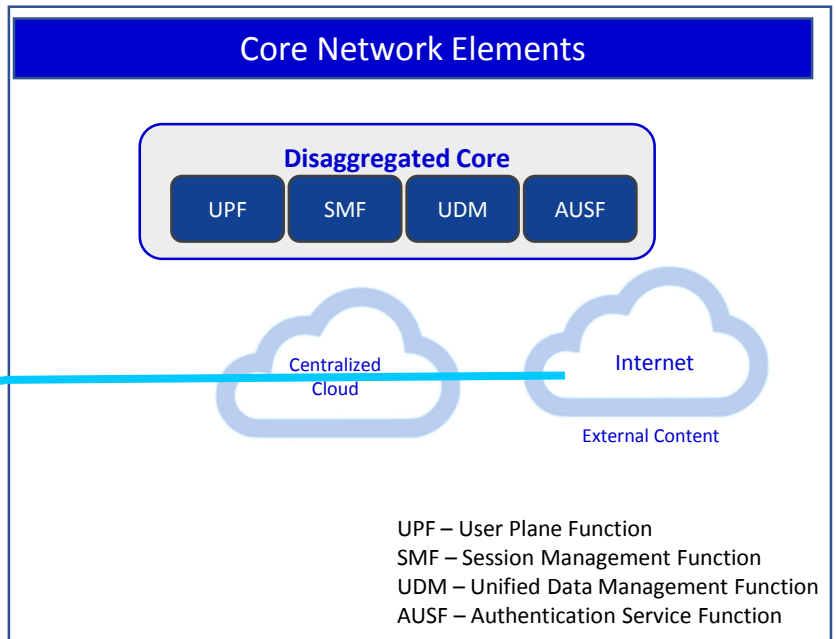 Core Network Elements
Disaggregated Core
UPF SMF UDM AUSF
Centralized
Cloud
Internet
External Content
UPF – User Plane Function
SMF – Session Management Function
UDM – Unified Data Management Function
AUSF – Authentication Service Function